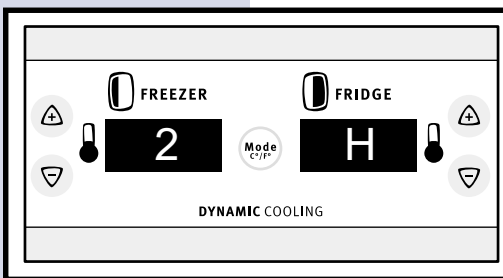 FREEZER FRIDGE
2 H
Mode
C°/F°
DYNAMIC COOLING